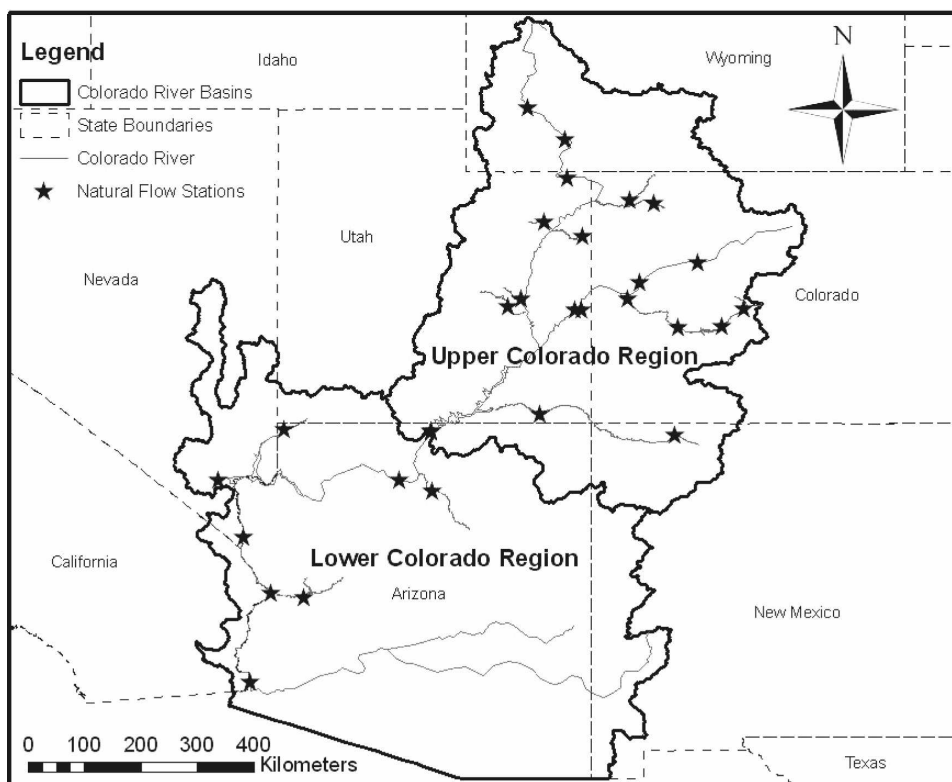 Legend
Colorado River Basins
State Boundaries
Colorado River
Natural Flow Stations
Idaho
Wyoming
N
Utah
Nevada
Colorado
Upper Colorado Region
Lower Colorado Region
California
Arizona
New Mexico
0 100 200 300 400
Kilometers
Texas